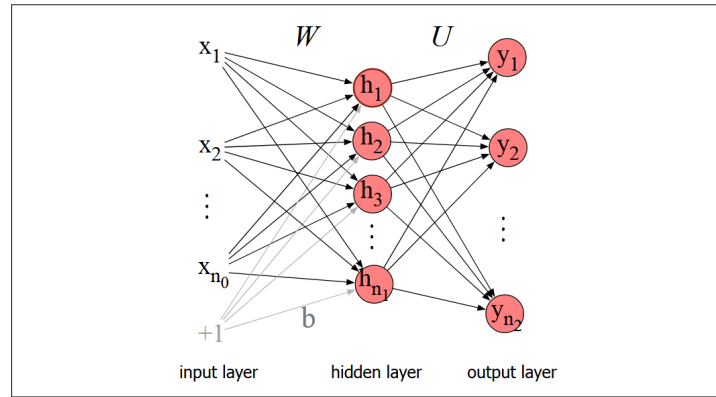 W U
x1 h1 y1
x2 h2 y2
⋮ h3 ⋮
xn0 ⋮ hn1 yn2
+1 b
input layer hidden layer output layer